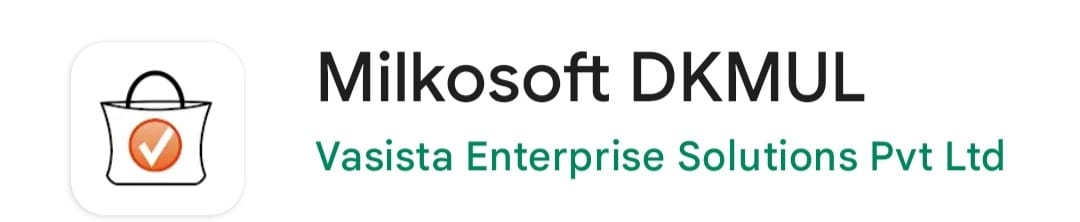 Milkosoft DKMUL
Vasista Enterprise Solutions Pvt Ltd